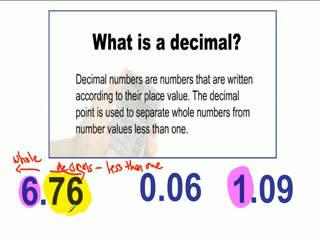 What is a decimal?
Decimal numbers are numbers that are written
according to their place value. The decimal
point is used to separate whole numbers from
number values less than one.
whole
decimals - less than one
6.76 0.06 1.09